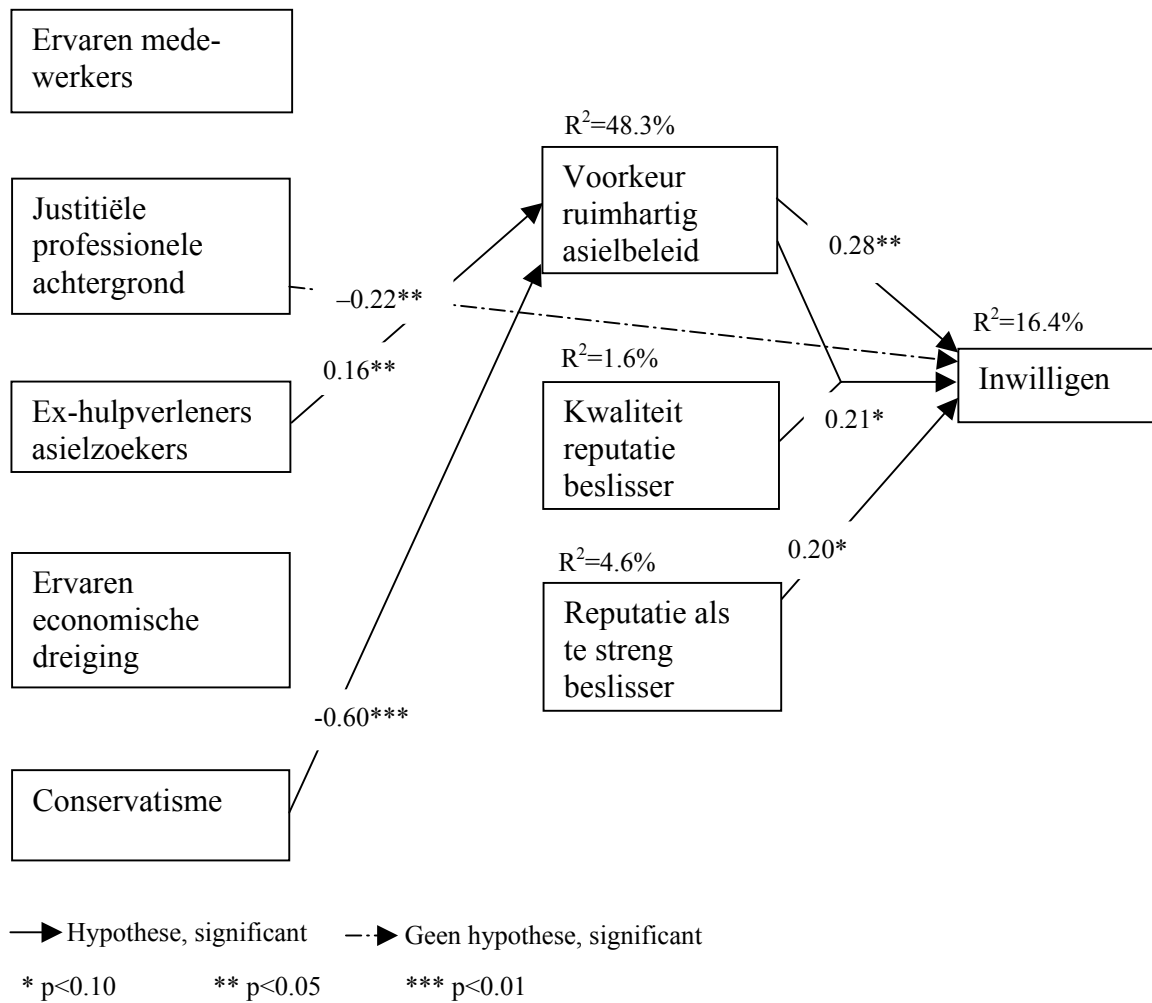 Ervaren mede-
werkers
R²=48.3%
Voorkeur
ruimhartig
asielbeleid
Justitiële
professionele
achtergrond
0.28**
–0.22**
R²=16.4%
Inwilligen
R²=1.6%
0.16**
Ex-hulpverleners
asielzoekers
Kwaliteit
reputatie
beslisser
0.21*
0.20*
R²=4.6%
Ervaren
economische
dreiging
Reputatie als
te streng
beslisser
-0.60***
Conservatisme
Hypothese, significant Geen hypothese, significant
* p<0.10 ** p<0.05 *** p<0.01